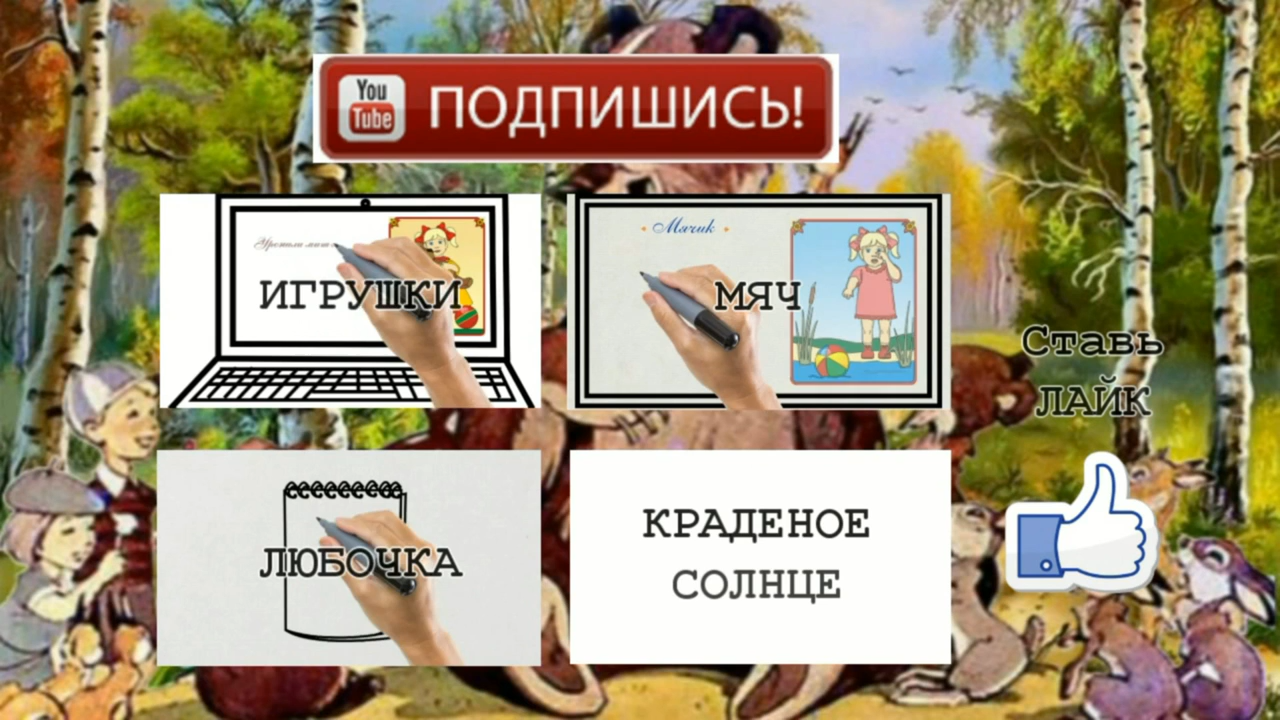 You
Tube
ПОДПИШИСЬ!
ИГРУШКИ
Мячик
МЯЧ
Ставь
ЛАЙК
ЛЮБОЧКА
КРАДЕНОЕ
СОЛНЦЕ